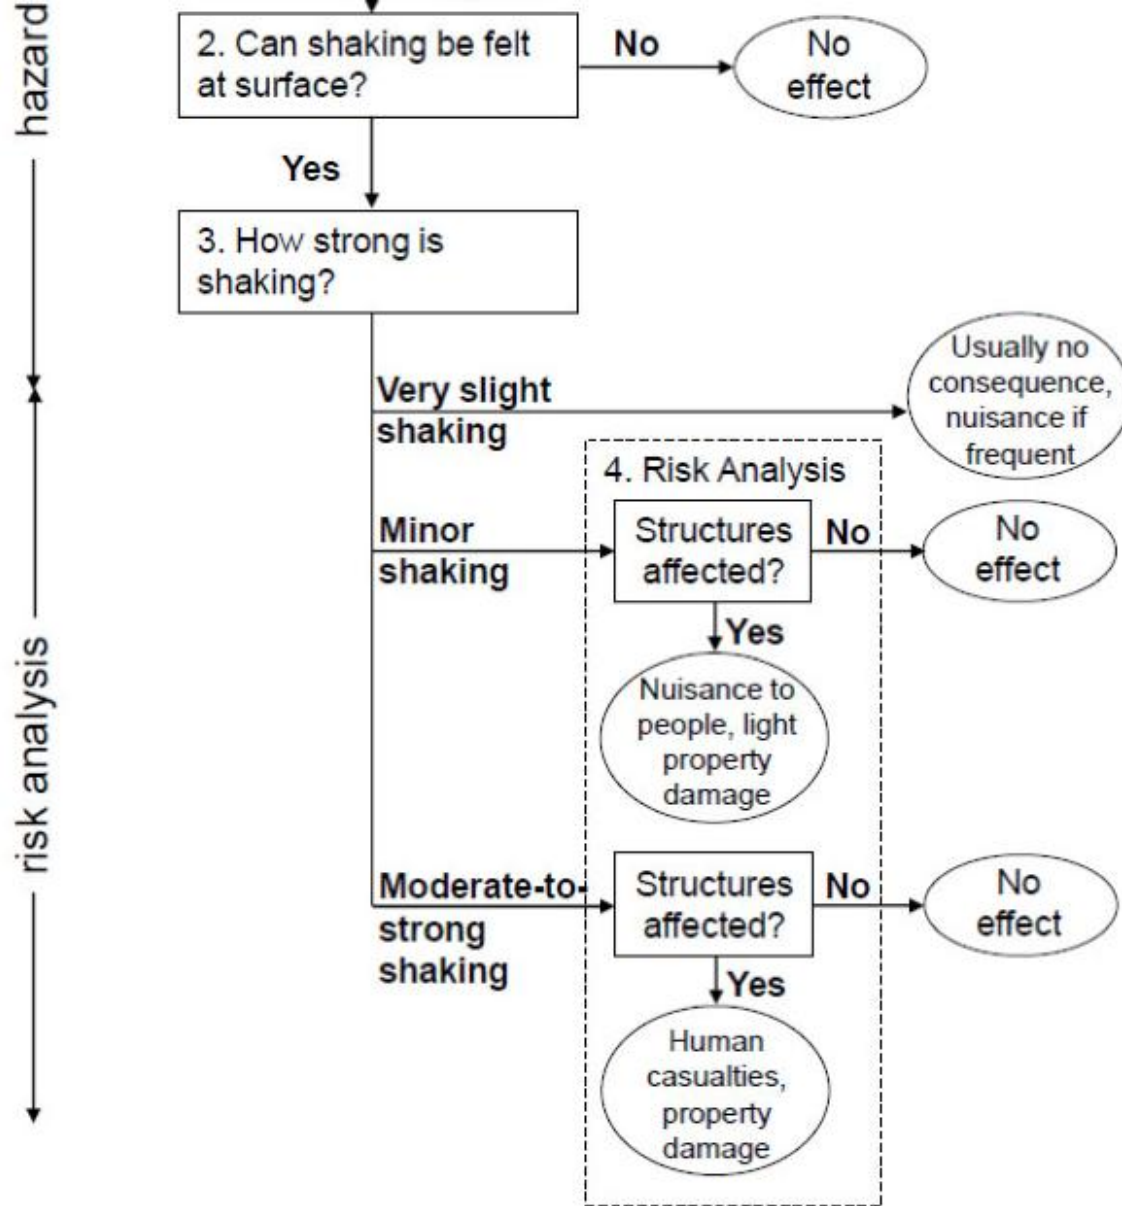 hazard
2. Can shaking be felt
at surface?
No
No
effect
Yes
3. How strong is
shaking?
Very slight
shaking
Usually no
consequence,
nuisance if
frequent
4. Risk Analysis
Minor
shaking
Structures
affected?
No
No
effect
Yes
Nuisance to
people, light
property
damage
risk analysis
Moderate-to-
strong
shaking
Structures
affected?
No
No
effect
Yes
Human
casualties,
property
damage